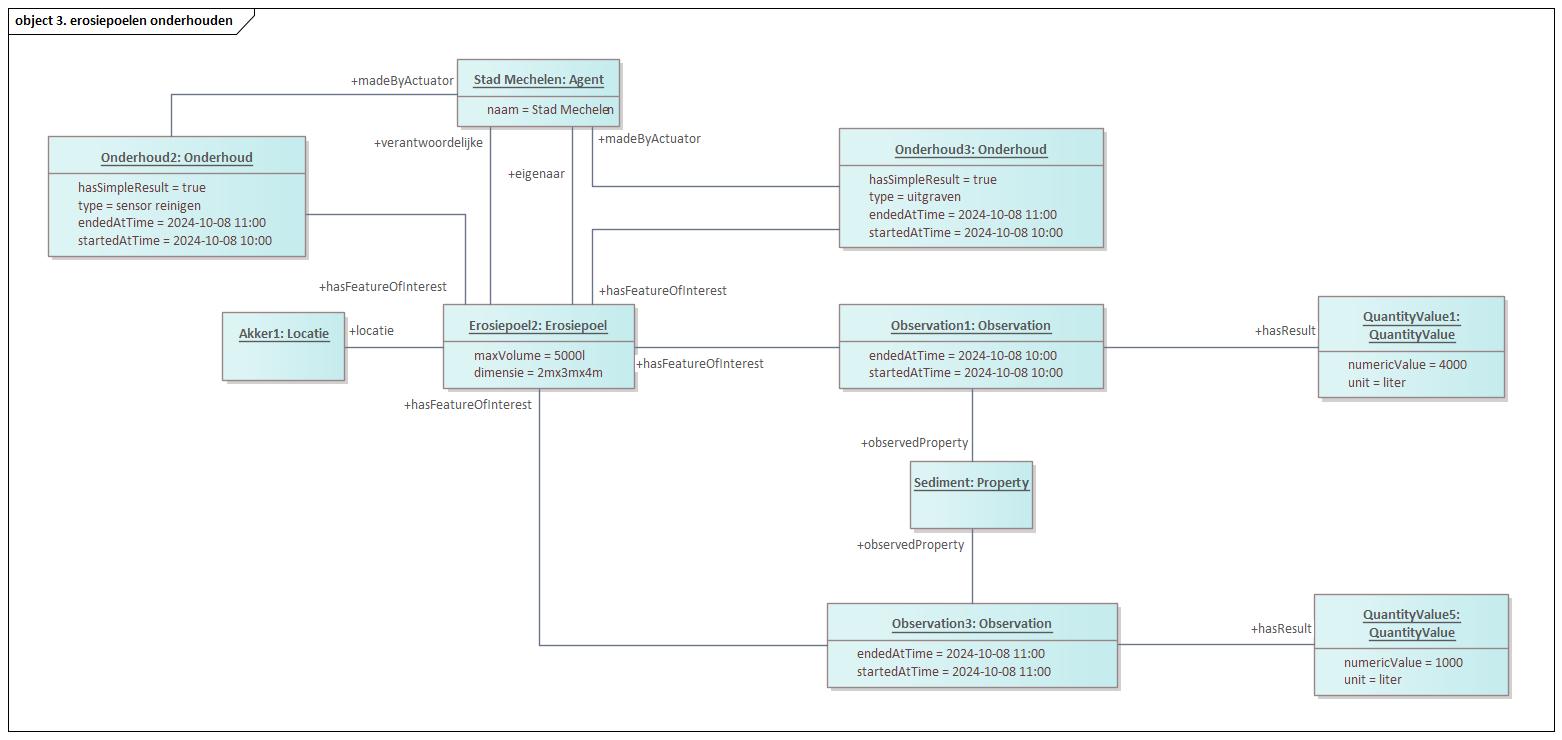 object 3. erosiepoelen onderhouden
+madeByActuator
Stad Mechelen: Agent
naam = Stad Mechelen
+verantwoordelijke
+eigenaar
+madeByActuator
Onderhoud2: Onderhoud
hasSimpleResult = true
type = sensor reinigen
endedAtTime = 2024-10-08 11:00
startedAtTime = 2024-10-08 10:00
Onderhoud3: Onderhoud
hasSimpleResult = true
type = uitgraven
endedAtTime = 2024-10-08 11:00
startedAtTime = 2024-10-08 10:00
+hasFeatureOfInterest
+hasFeatureOfInterest
Akker1: Locatie
+locatie
Erosiepoel2: Erosiepoel
maxVolume = 5000l
dimensie = 2mx3mx4m
+hasFeatureOfInterest
+hasFeatureOfInterest
Observation1: Observation
endedAtTime = 2024-10-08 10:00
startedAtTime = 2024-10-08 10:00
+hasResult
QuantityValue1:
QuantityValue
numericValue = 4000
unit = liter
+observedProperty
Sediment: Property
+observedProperty
Observation3: Observation
endedAtTime = 2024-10-08 11:00
startedAtTime = 2024-10-08 11:00
+hasResult
QuantityValue5:
QuantityValue
numericValue = 1000
unit = liter